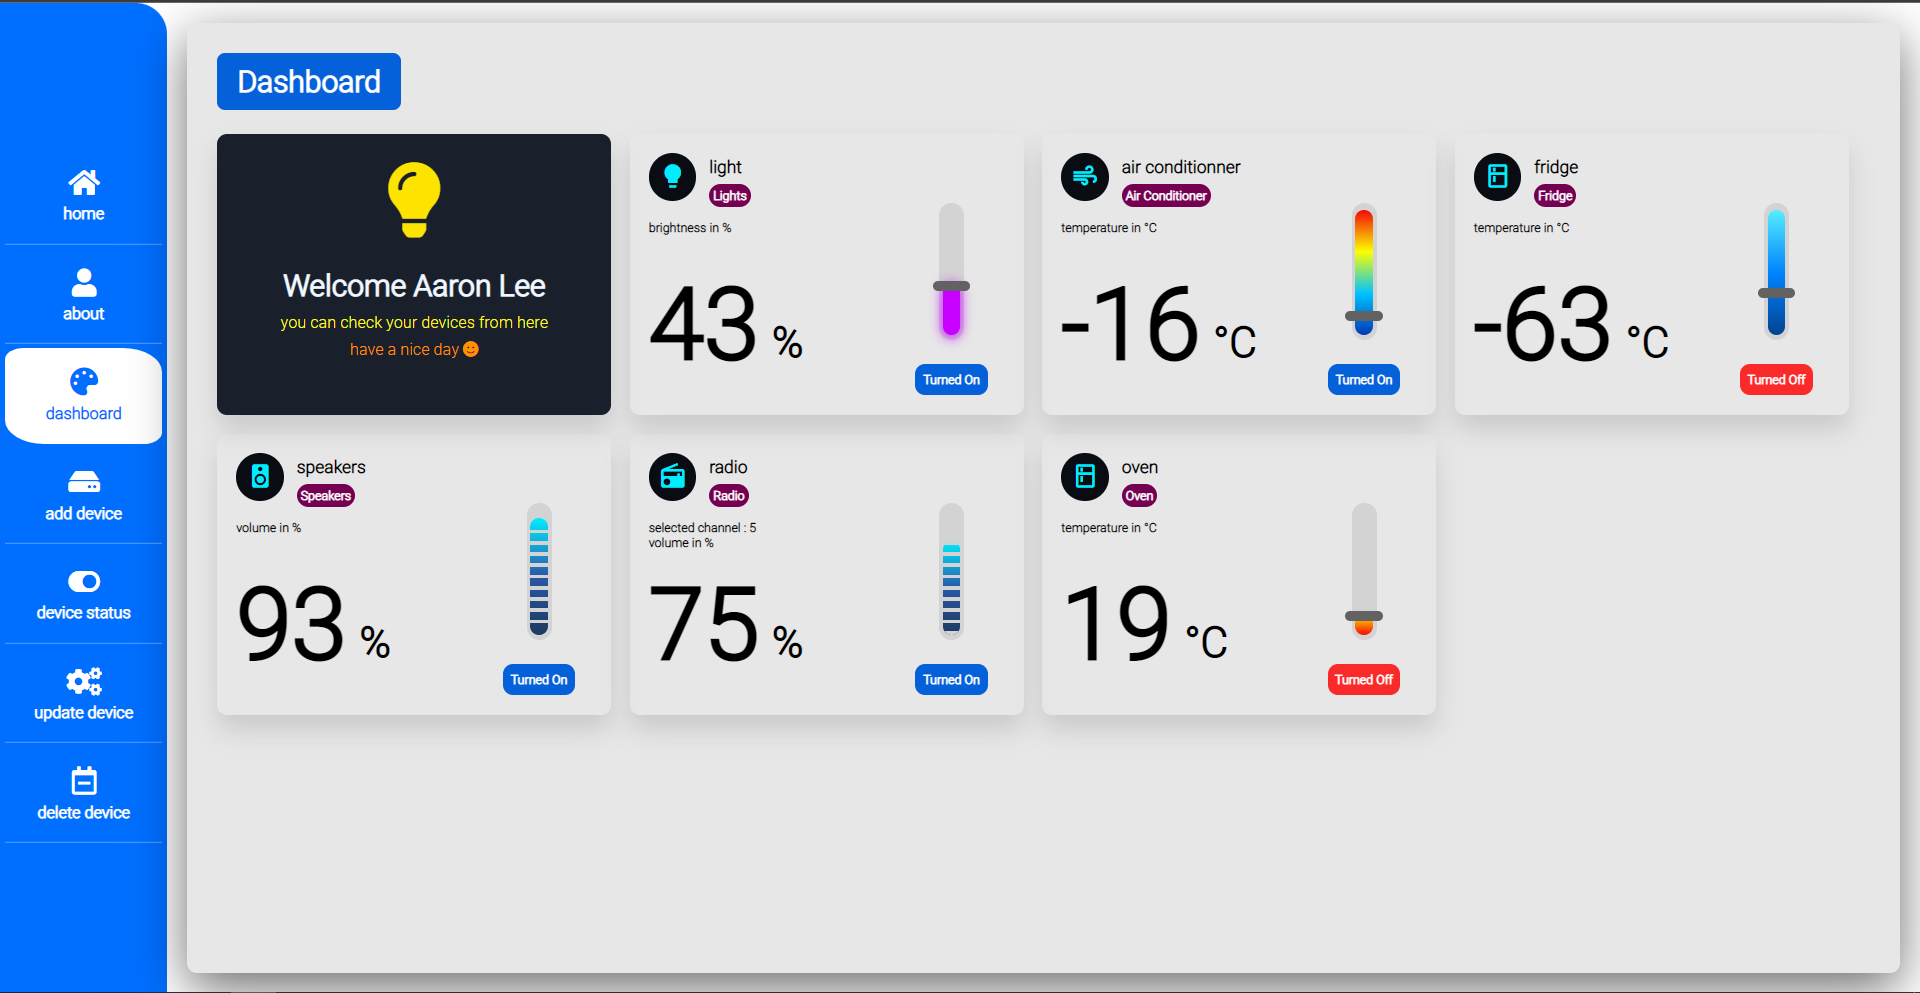 home
about
dashboard
add device
device status
update device
delete device
Dashboard
Welcome Aaron Lee
you can check your devices from here
have a nice day
light
Lights
brightness in %
43 %
Turned On
air conditionner
Air Conditioner
temperature in °C
-16 °C
Turned On
fridge
Fridge
temperature in °C
-63 °C
Turned Off
speakers
Speakers
volume in %
93 %
Turned On
radio
Radio
selected channel : 5
volume in %
75 %
Turned On
oven
Oven
temperature in °C
19 °C
Turned Off